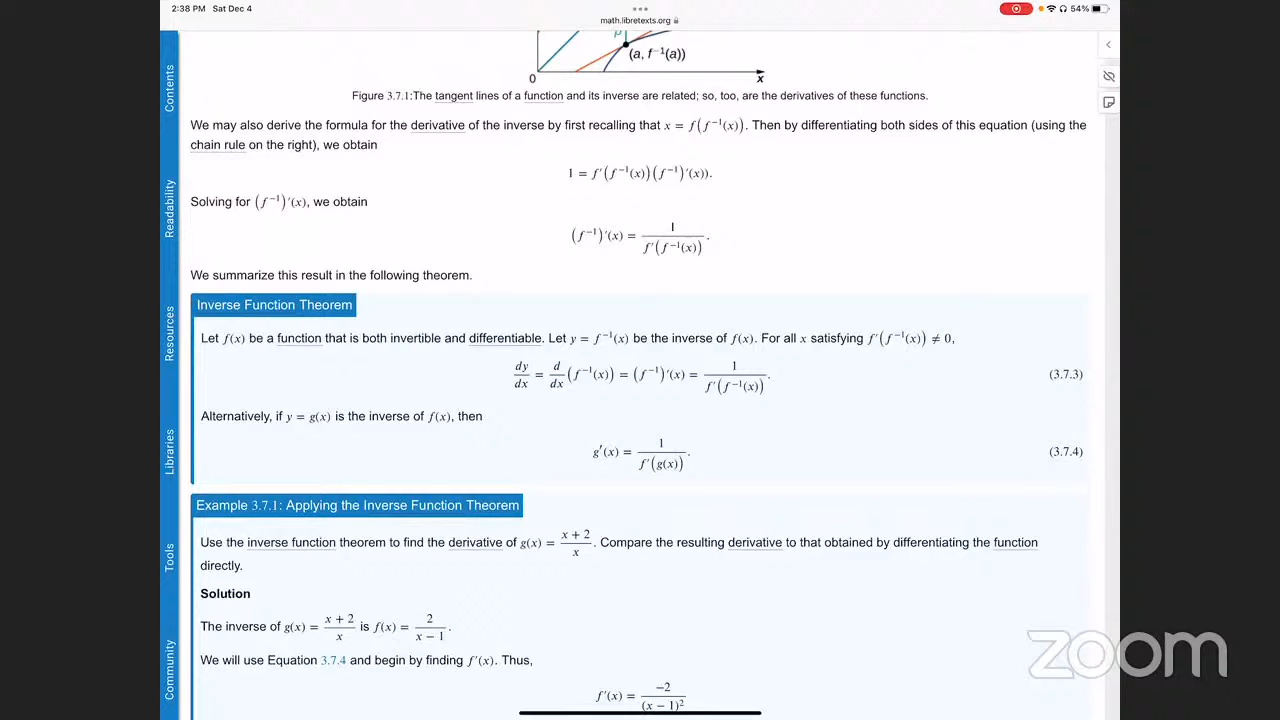 2:38 PM Sat Dec 4
54%
math.libretexts.org
Contents
Readability
Resources
Libraries
Tools
Community
(a, f⁻¹(a))
0
x
Figure 3.7.1:The tangent lines of a function and its inverse are related; so, too, are the derivatives of these functions.
We may also derive the formula for the derivative of the inverse by first recalling that x = f(f⁻¹(x)). Then by differentiating both sides of this equation (using the
chain rule on the right), we obtain
1 = f′(f⁻¹(x))(f⁻¹)′(x)).
Solving for (f⁻¹)′(x), we obtain
(f⁻¹)′(x) = 1 / f′(f⁻¹(x)).
We summarize this result in the following theorem.
Inverse Function Theorem
Let f(x) be a function that is both invertible and differentiable. Let y = f⁻¹(x) be the inverse of f(x). For all x satisfying f′(f⁻¹(x)) ≠ 0,
dy/dx = d/dx (f⁻¹(x)) = (f⁻¹)′(x) = 1 / f′(f⁻¹(x)). (3.7.3)
Alternatively, if y = g(x) is the inverse of f(x), then
g′(x) = 1 / f′(g(x)). (3.7.4)
Example 3.7.1: Applying the Inverse Function Theorem
Use the inverse function theorem to find the derivative of g(x) = (x + 2)/x. Compare the resulting derivative to that obtained by differentiating the function
directly.
Solution
The inverse of g(x) = (x + 2)/x is f(x) = 2/(x − 1).
We will use Equation 3.7.4 and begin by finding f′(x). Thus,
f′(x) = −2/(x − 1)²
zoom